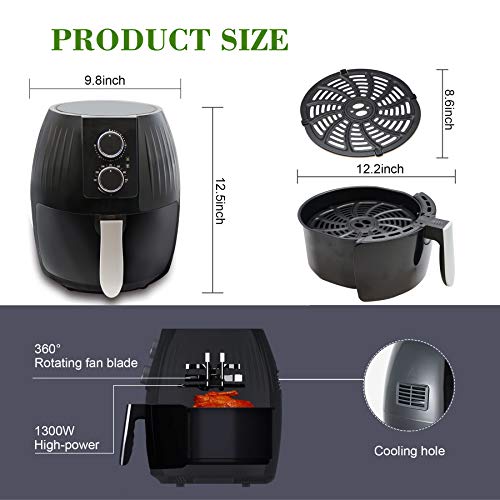 PRODUCT SIZE
9.8inch
12.5inch
8.6inch
12.2inch
360°
Rotating fan blade
1300W
High-power
Cooling hole